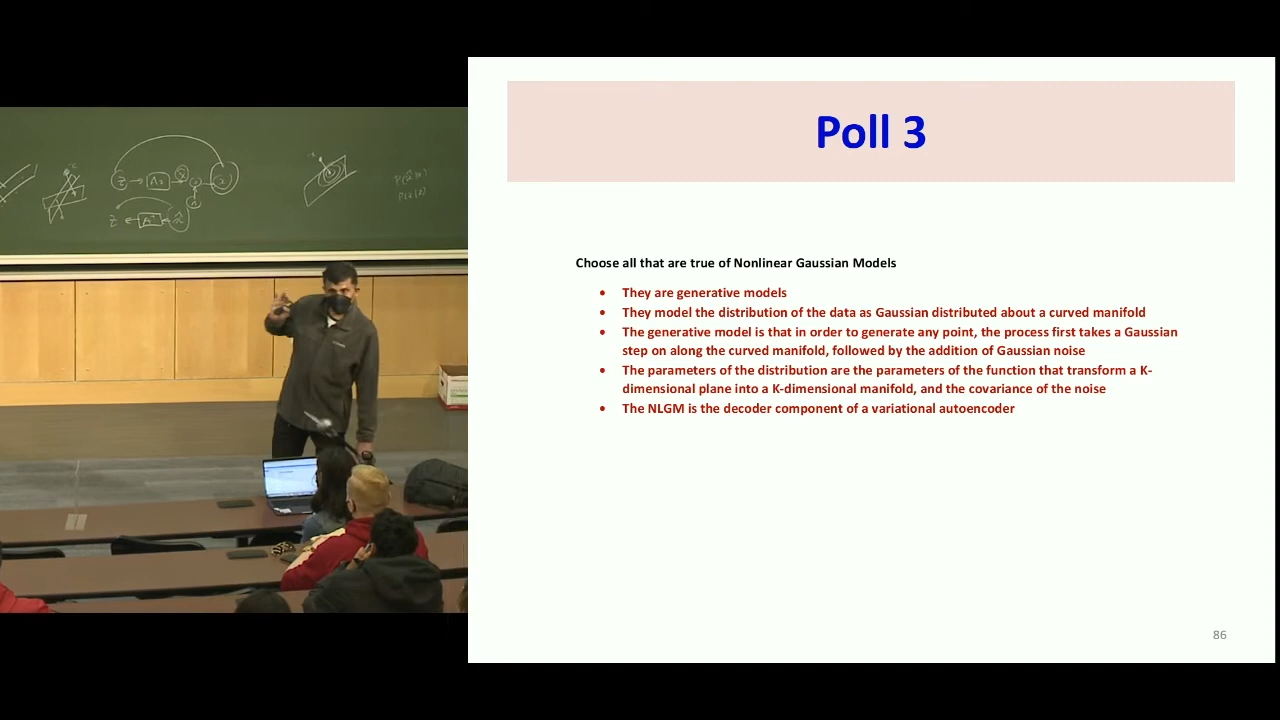 Poll 3
Choose all that are true of Nonlinear Gaussian Models
• They are generative models
• They model the distribution of the data as Gaussian distributed about a curved manifold
• The generative model is that in order to generate any point, the process first takes a Gaussian
step on along the curved manifold, followed by the addition of Gaussian noise
• The parameters of the distribution are the parameters of the function that transform a K-
dimensional plane into a K-dimensional manifold, and the covariance of the noise
• The NLGM is the decoder component of a variational autoencoder
86